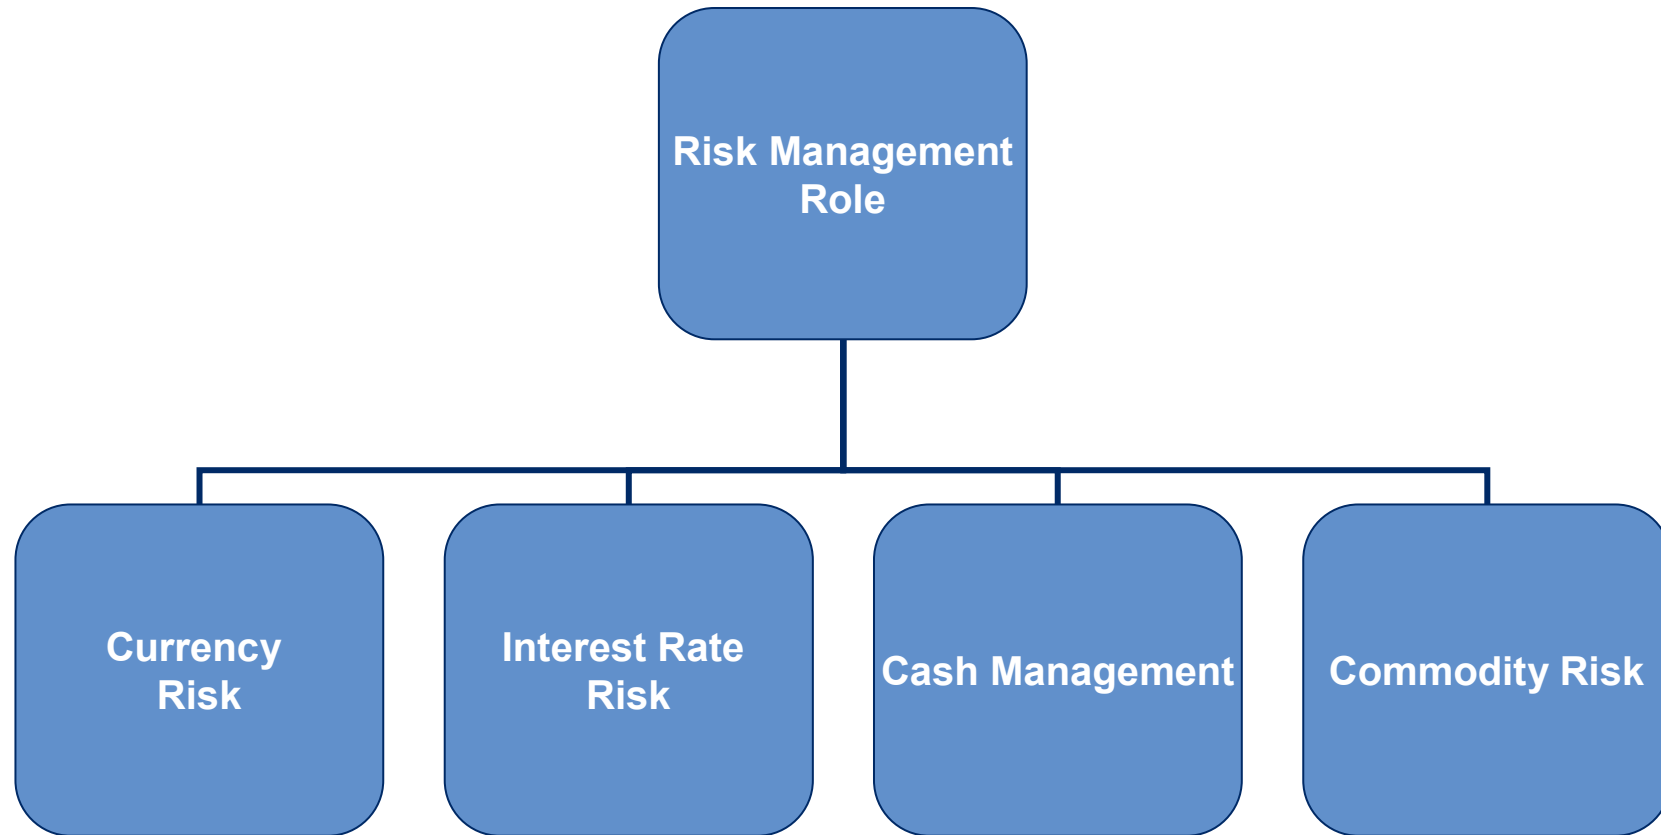 Risk Management
Role
Currency
Risk
Interest Rate
Risk
Cash Management
Commodity Risk